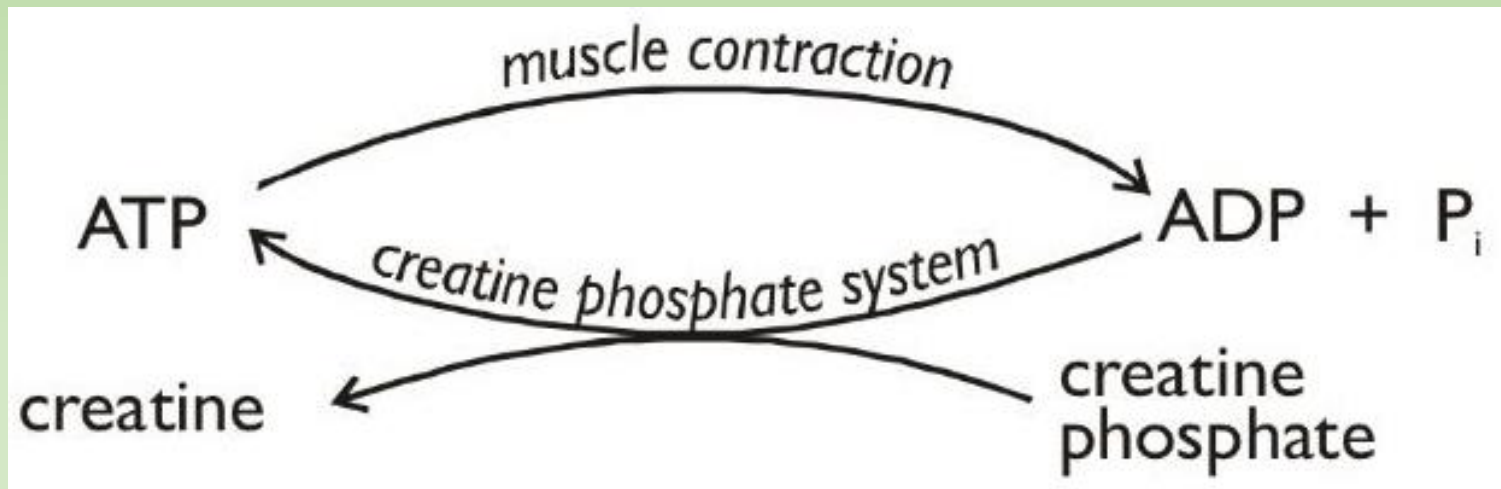 muscle contraction
ATP
ADP + Pᵢ
creatine phosphate system
creatine
creatine
phosphate